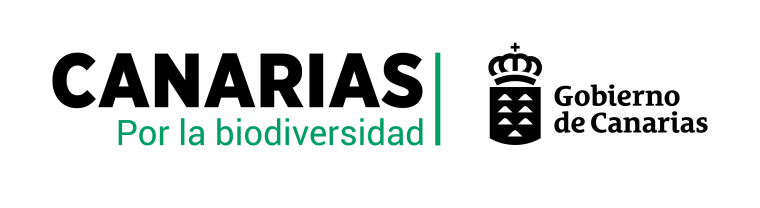 CANARIAS
Por la biodiversidad
Gobierno
de Canarias